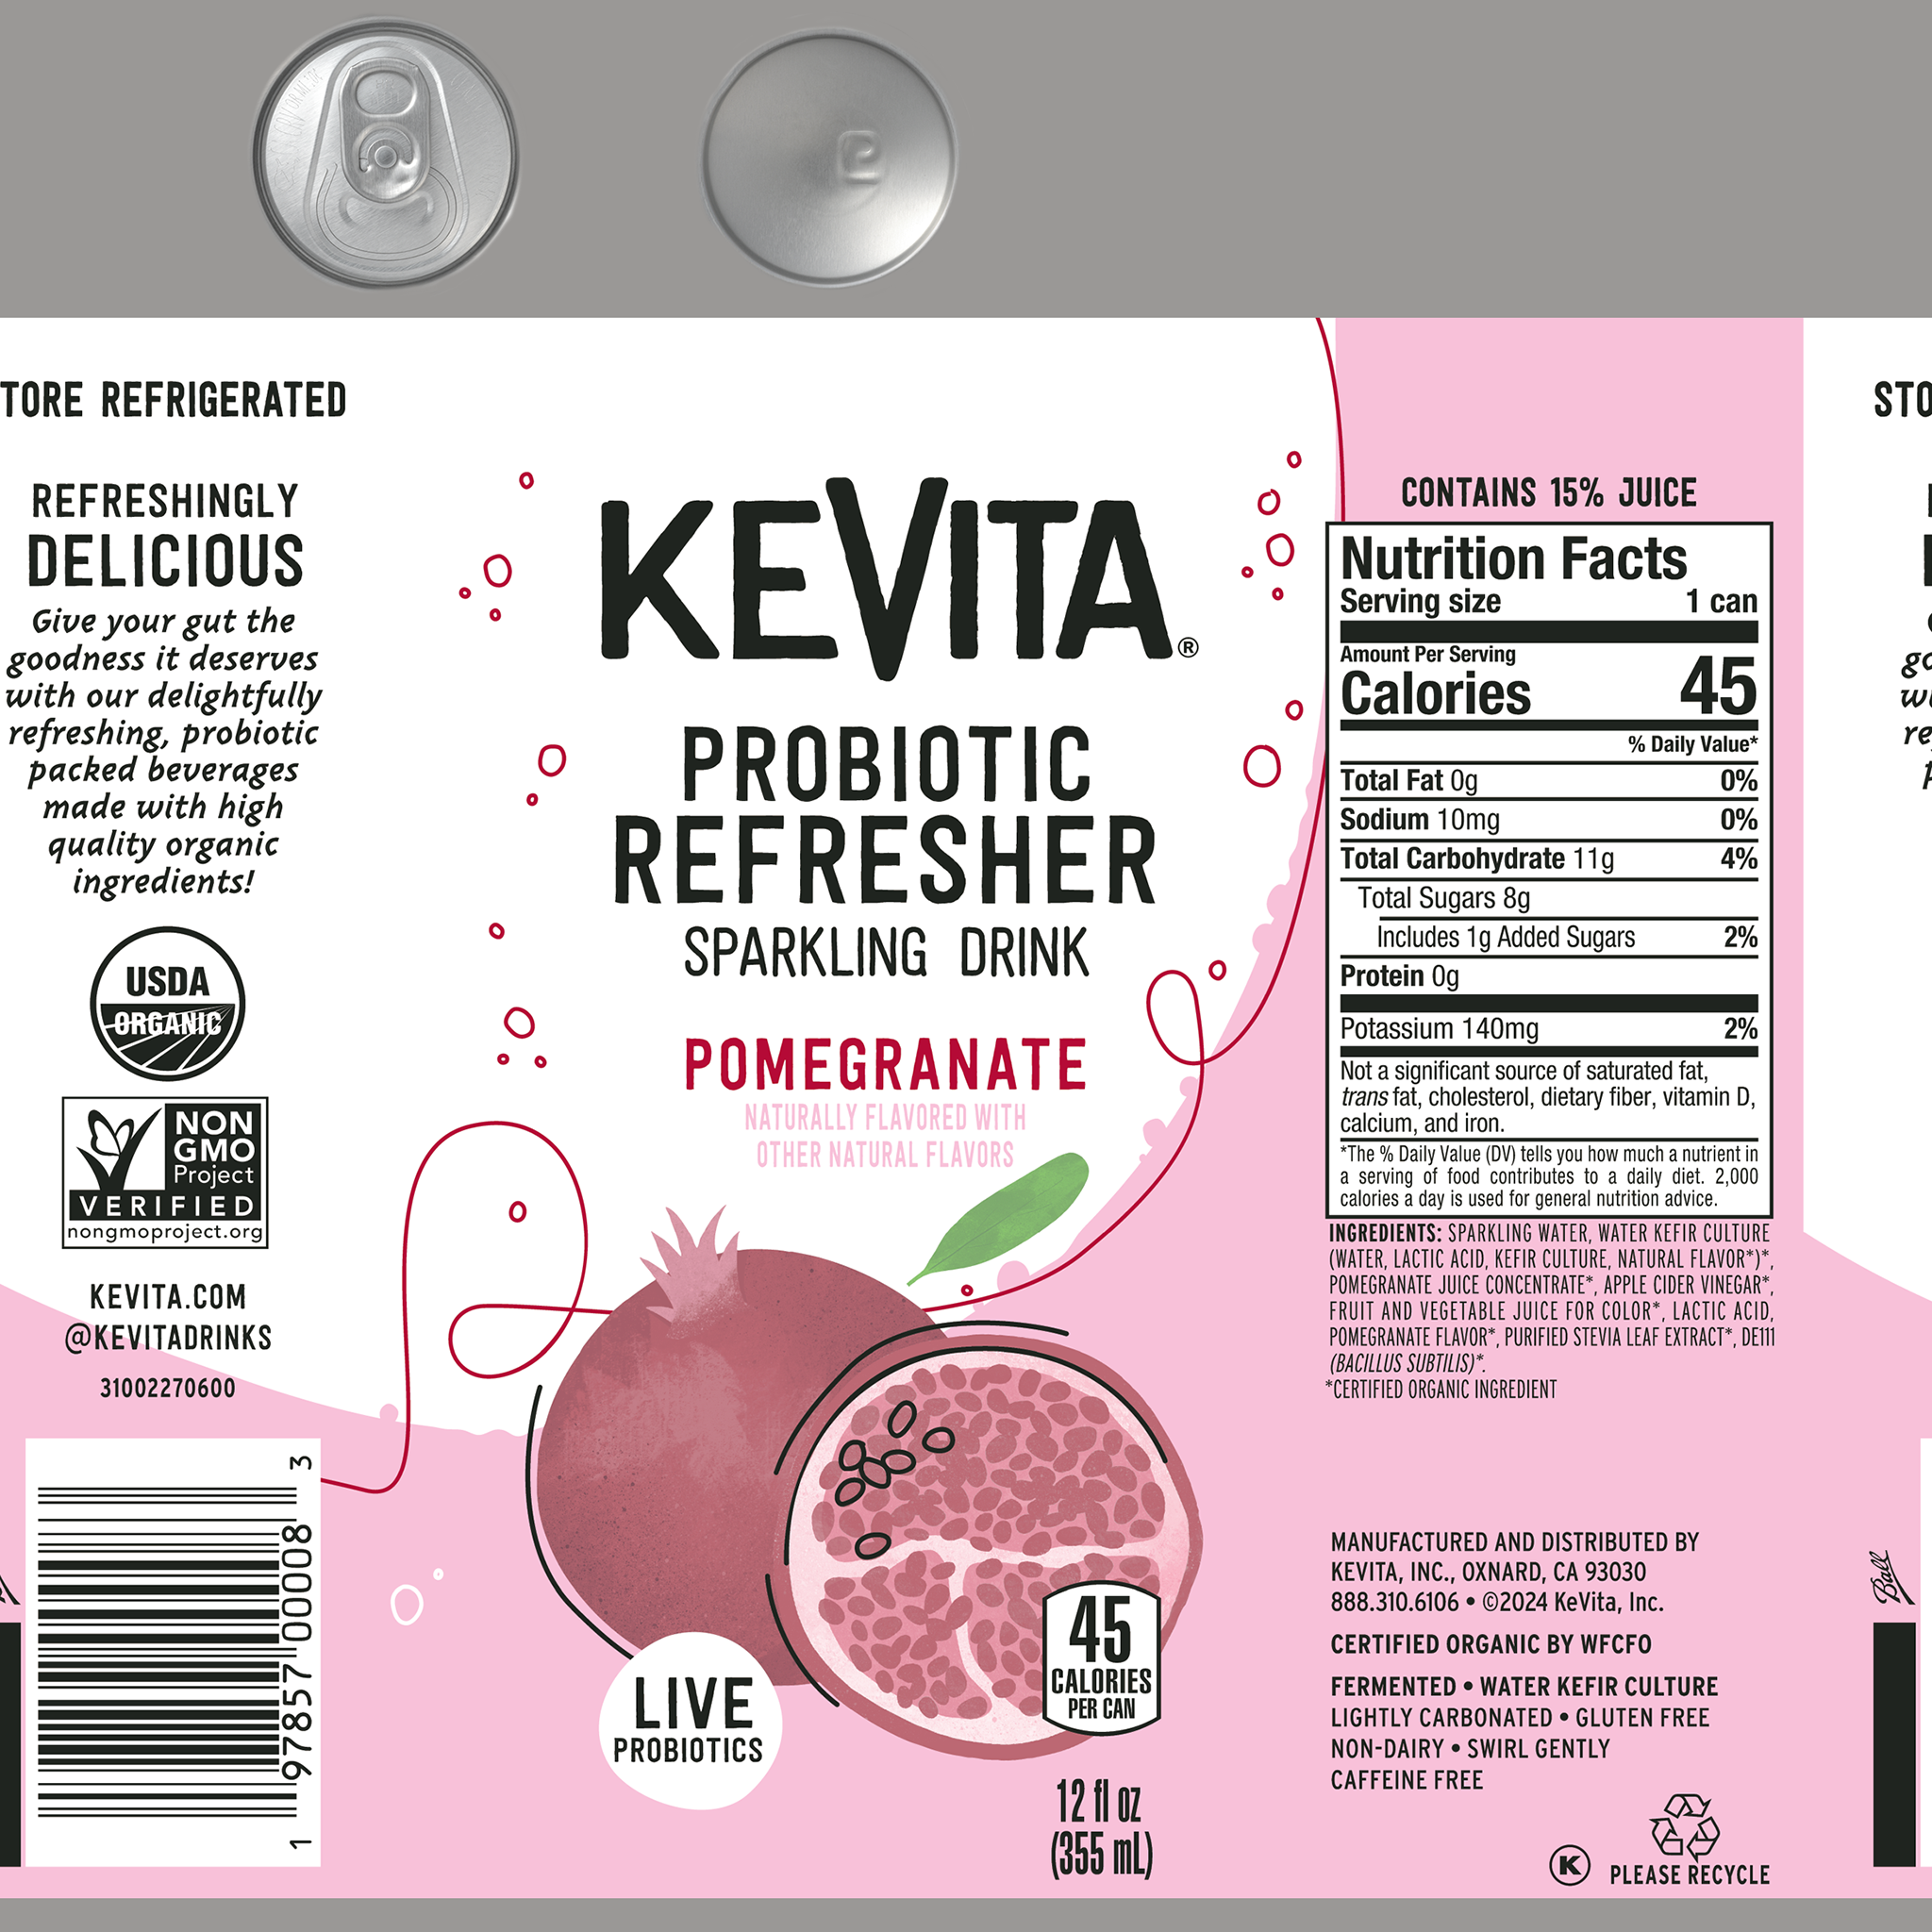 TORE REFRIGERATED
REFRESHINGLY
DELICIOUS
Give your gut the
goodness it deserves
with our delightfully
refreshing, probiotic
packed beverages
made with high
quality organic
ingredients!
USDA
ORGANIC
NON
GMO
Project
VERIFIED
nongmoproject.org
KEVITA.COM
@KEVITADRINKS
31002270600
1 97857 00008 3
KEVITA®
PROBIOTIC
REFRESHER
SPARKLING DRINK
POMEGRANATE
NATURALLY FLAVORED WITH
OTHER NATURAL FLAVORS
LIVE
PROBIOTICS
45
CALORIES
PER CAN
12 fl oz
(355 mL)
CONTAINS 15% JUICE
Nutrition Facts
Serving size 1 can
Amount Per Serving
Calories 45
% Daily Value*
Total Fat 0g 0%
Sodium 10mg 0%
Total Carbohydrate 11g 4%
Total Sugars 8g
Includes 1g Added Sugars 2%
Protein 0g
Potassium 140mg 2%
Not a significant source of saturated fat,
trans fat, cholesterol, dietary fiber, vitamin D,
calcium, and iron.
*The % Daily Value (DV) tells you how much a nutrient in
a serving of food contributes to a daily diet. 2,000
calories a day is used for general nutrition advice.
INGREDIENTS: SPARKLING WATER, WATER KEFIR CULTURE
(WATER, LACTIC ACID, KEFIR CULTURE, NATURAL FLAVOR*)*,
POMEGRANATE JUICE CONCENTRATE*, APPLE CIDER VINEGAR*,
FRUIT AND VEGETABLE JUICE FOR COLOR*, LACTIC ACID,
POMEGRANATE FLAVOR*, PURIFIED STEVIA LEAF EXTRACT*, DE111
(BACILLUS SUBTILIS)*.
*CERTIFIED ORGANIC INGREDIENT
MANUFACTURED AND DISTRIBUTED BY
KEVITA, INC., OXNARD, CA 93030
888.310.6106 • ©2024 KeVita, Inc.
CERTIFIED ORGANIC BY WFCFO
FERMENTED • WATER KEFIR CULTURE
LIGHTLY CARBONATED • GLUTEN FREE
NON-DAIRY • SWIRL GENTLY
CAFFEINE FREE
K
PLEASE RECYCLE
STO
Ball